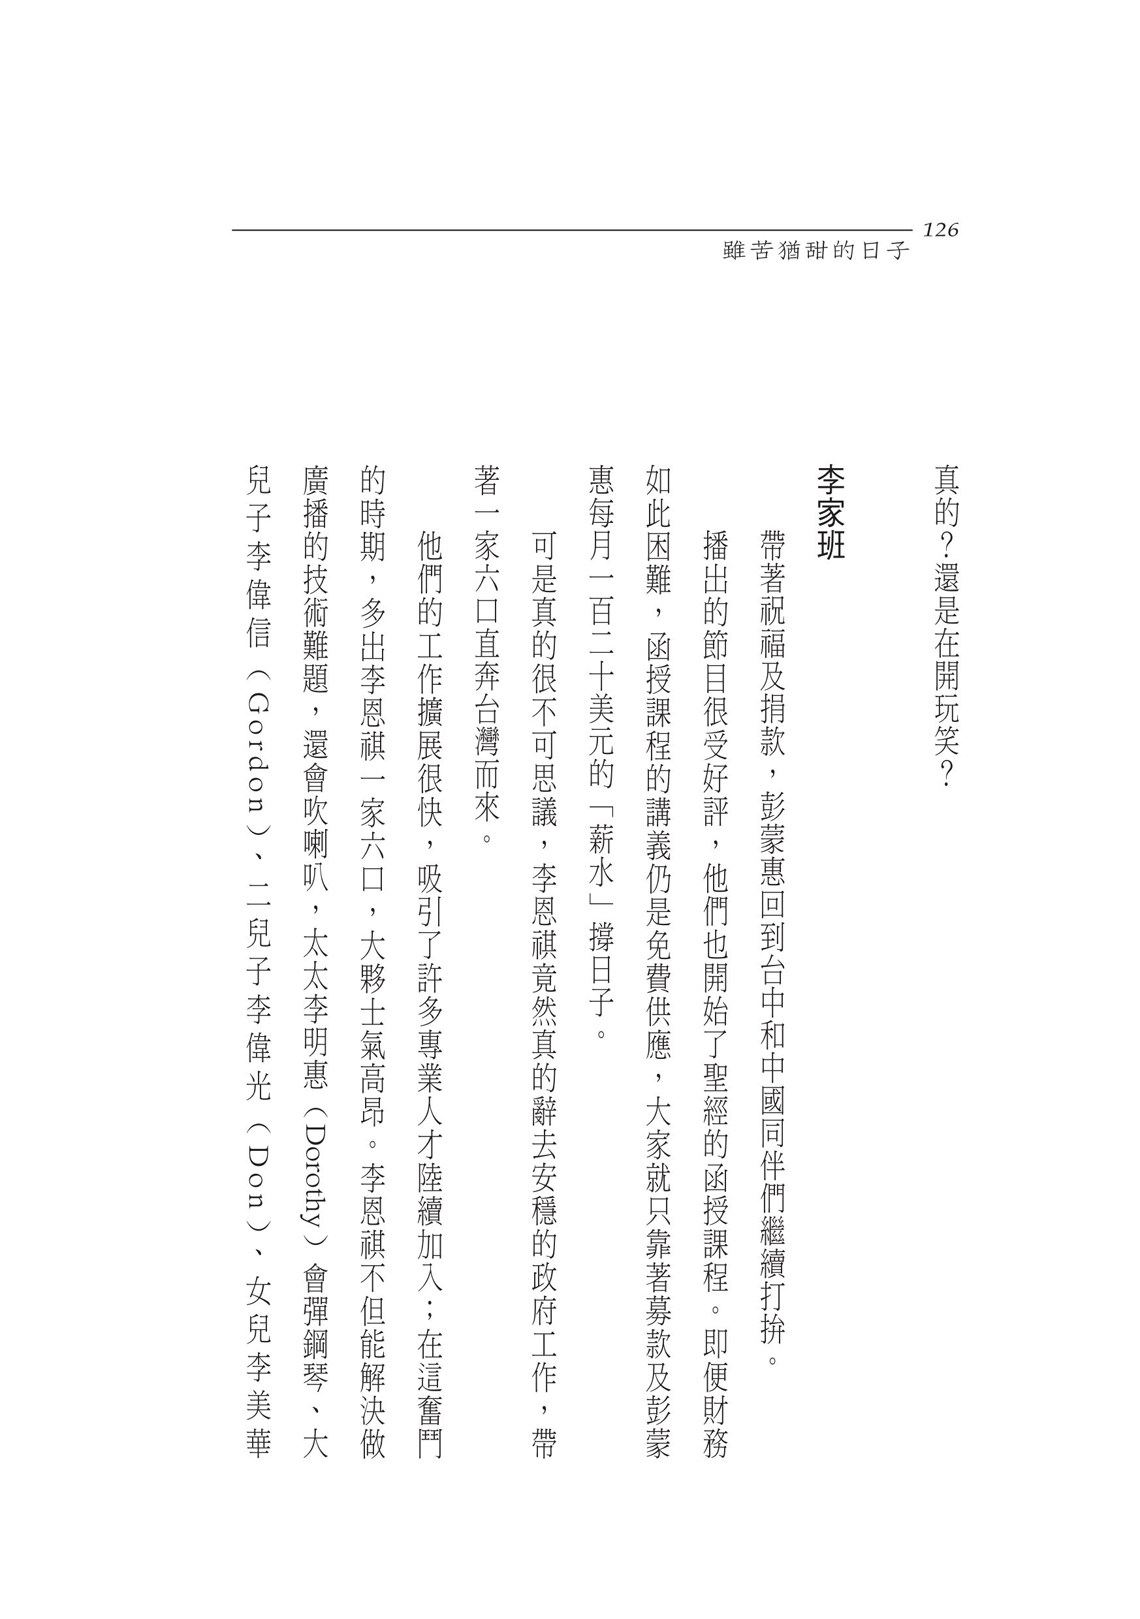 126
雖苦猶甜的日子
真的？還是在開玩笑？
李家班
帶著祝福及捐款，彭蒙惠回到台中和中國同伴們繼續打拚。
播出的節目很受好評，他們也開始了聖經的函授課程。即便財務
如此困難，函授課程的講義仍是免費供應，大家就只靠著募款及彭蒙
惠每月一百二十美元的「薪水」撐日子。
可是真的很不可思議，李恩祺竟然真的辭去安穩的政府工作，帶
著一家六口直奔台灣而來。
他們的工作擴展很快，吸引了許多專業人才陸續加入；在這奮鬥
的時期，多出李恩祺一家六口，大夥士氣高昂。李恩祺不但能解決做
廣播的技術難題，還會吹喇叭，太太李明惠（Dorothy）會彈鋼琴、大
兒子李偉信（Gordon）、二兒子李偉光（Don）、女兒李美華